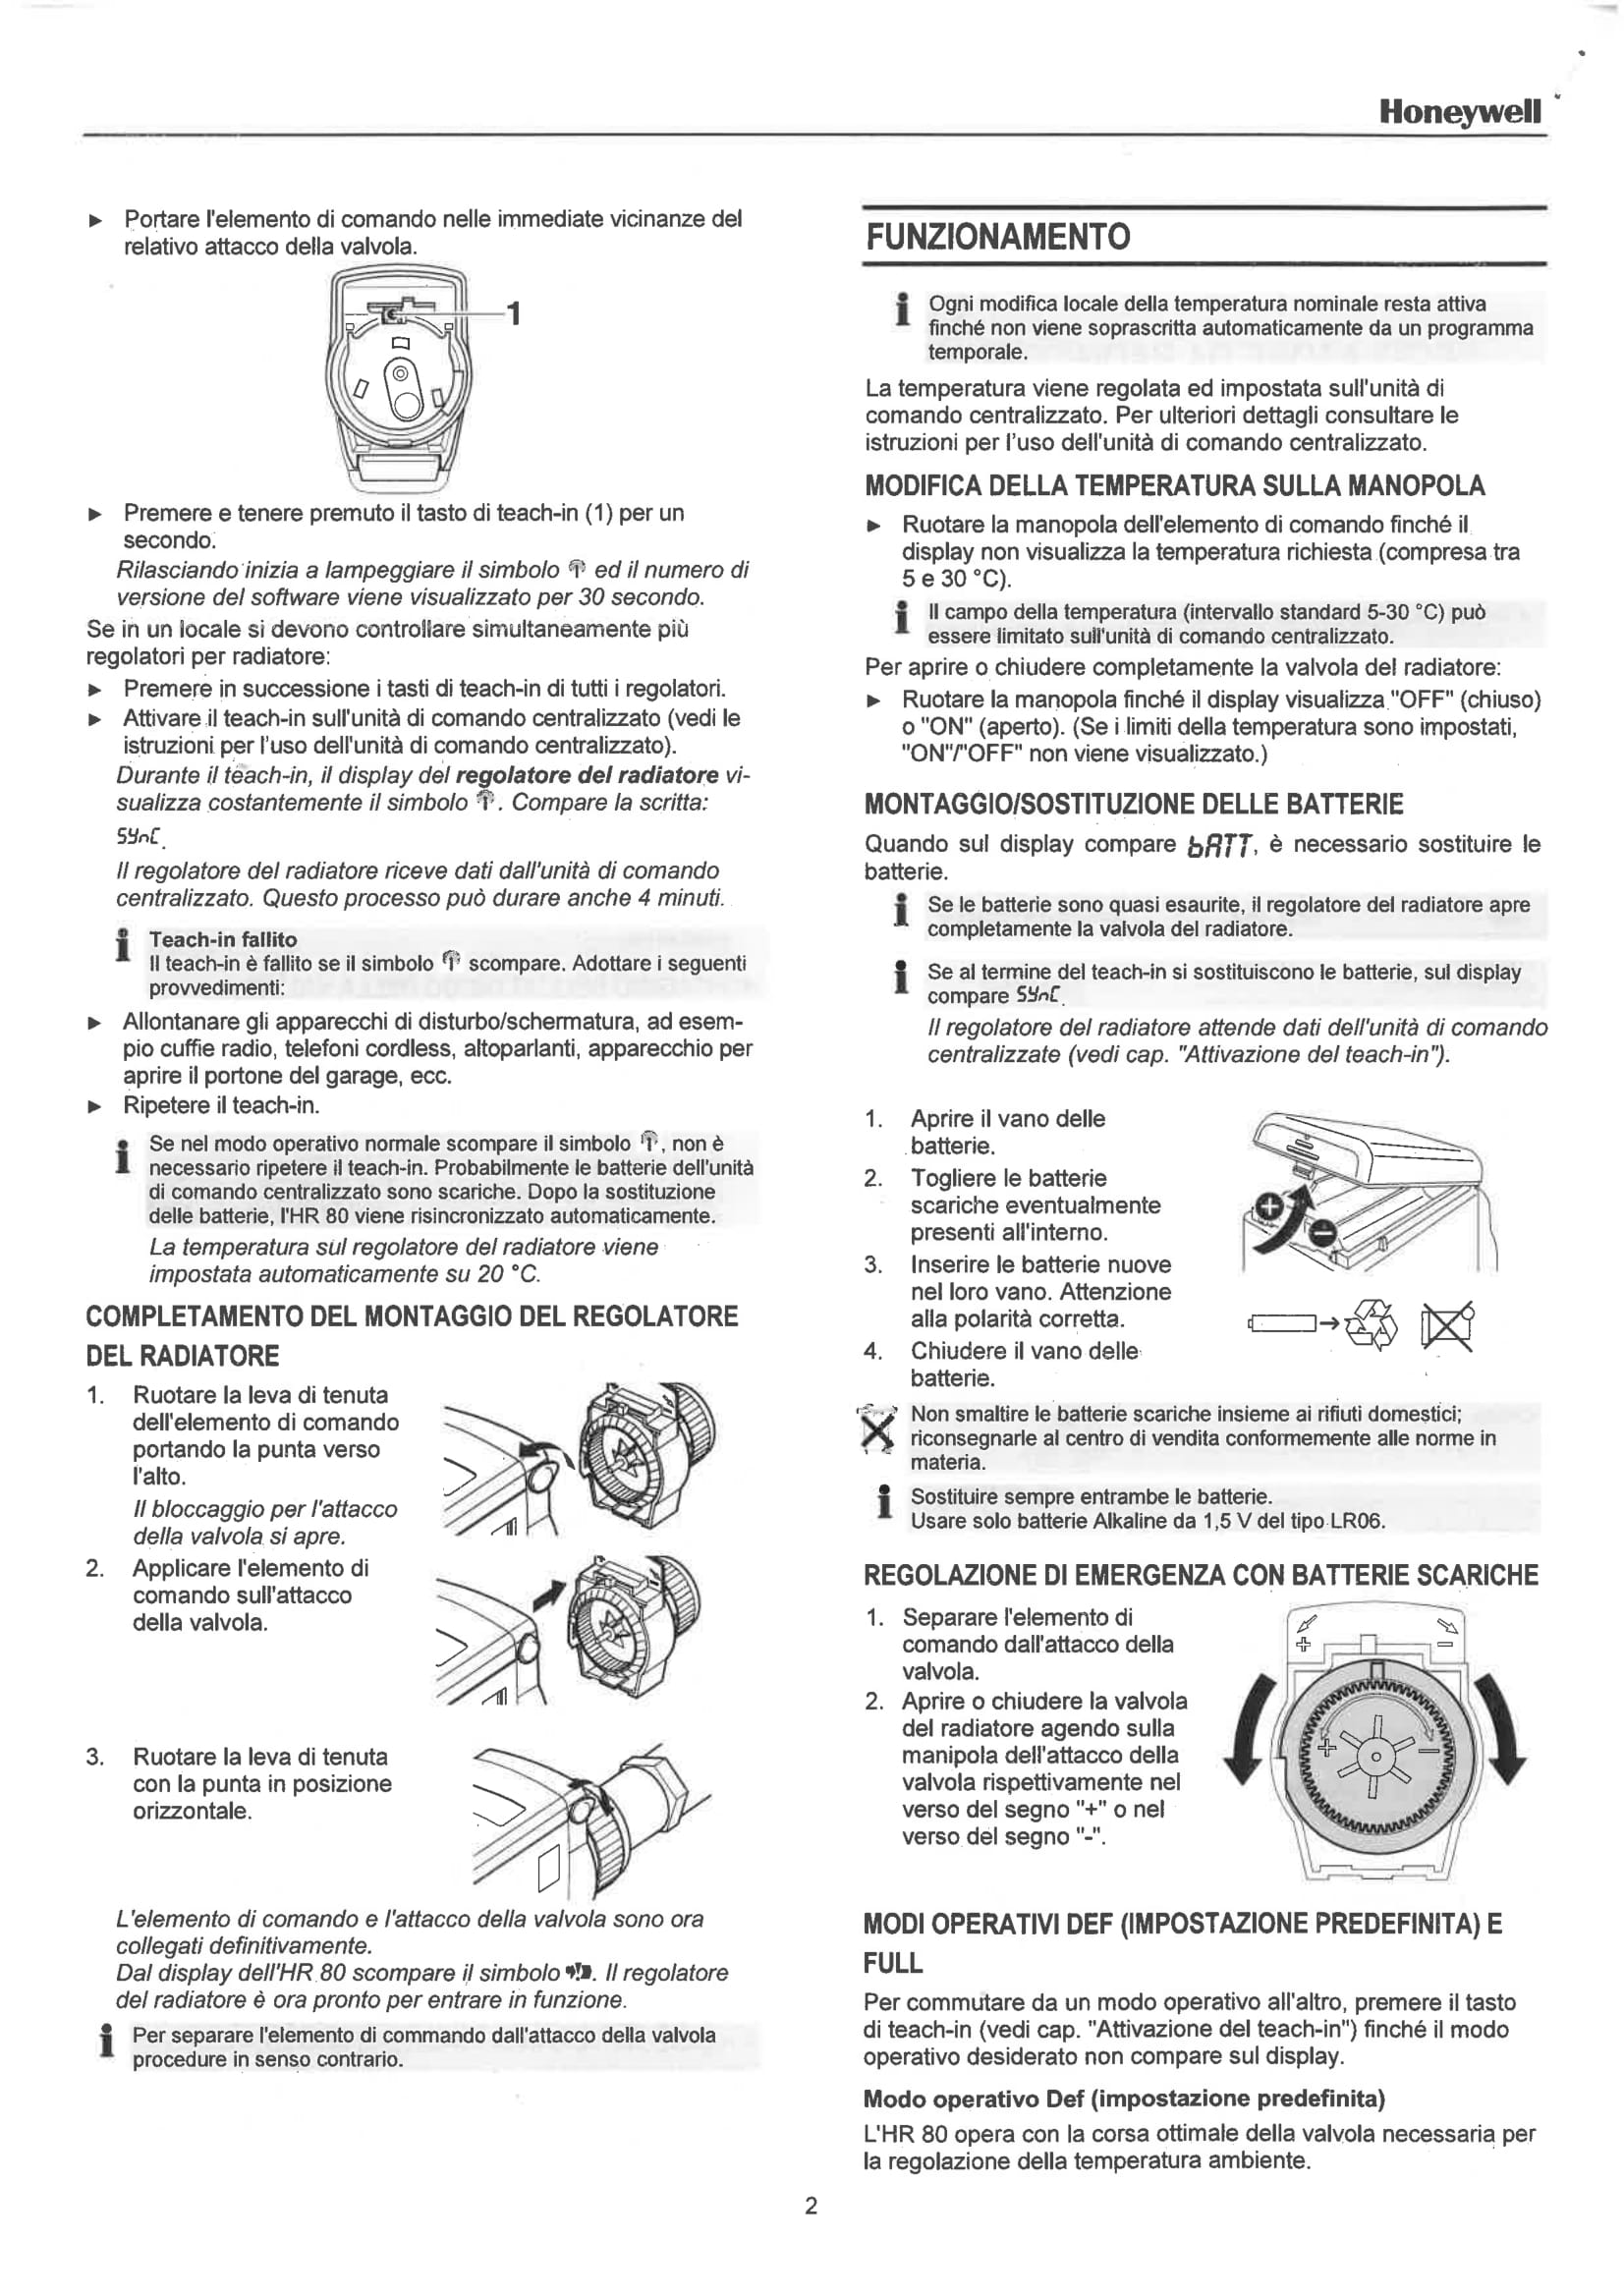 Honeywell
► Portare l'elemento di comando nelle immediate vicinanze del
relativo attacco della valvola.
1
► Premere e tenere premuto il tasto di teach-in (1) per un
secondo.
Rilasciando inizia a lampeggiare il simbolo ed il numero di
versione del software viene visualizzato per 30 secondo.
Se in un locale si devono controllare simultaneamente più
regolatori per radiatore:
► Premere in successione i tasti di teach-in di tutti i regolatori.
► Attivare il teach-in sull'unità di comando centralizzato (vedi le
istruzioni per l'uso dell'unità di comando centralizzato).
Durante il teach-in, il display del regolatore del radiatore vi-
sualizza costantemente il simbolo . Compare la scritta:
SYnC.
Il regolatore del radiatore riceve dati dall'unità di comando
centralizzato. Questo processo può durare anche 4 minuti.
i Teach-in fallito
Il teach-in è fallito se il simbolo scompare. Adottare i seguenti
provvedimenti:
► Allontanare gli apparecchi di disturbo/schermatura, ad esem-
pio cuffie radio, telefoni cordless, altoparlanti, apparecchio per
aprire il portone del garage, ecc.
► Ripetere il teach-in.
i Se nel modo operativo normale scompare il simbolo , non è
necessario ripetere il teach-in. Probabilmente le batterie dell'unità
di comando centralizzato sono scariche. Dopo la sostituzione
delle batterie, l'HR 80 viene risincronizzato automaticamente.
La temperatura sul regolatore del radiatore viene
impostata automaticamente su 20 °C.
COMPLETAMENTO DEL MONTAGGIO DEL REGOLATORE
DEL RADIATORE
1. Ruotare la leva di tenuta
dell'elemento di comando
portando la punta verso
l'alto.
Il bloccaggio per l'attacco
della valvola si apre.
2. Applicare l'elemento di
comando sull'attacco
della valvola.
3. Ruotare la leva di tenuta
con la punta in posizione
orizzontale.
L'elemento di comando e l'attacco della valvola sono ora
collegati definitivamente.
Dal display dell'HR 80 scompare il simbolo . Il regolatore
del radiatore è ora pronto per entrare in funzione.
i Per separare l'elemento di commando dall'attacco della valvola
procedure in senso contrario.
FUNZIONAMENTO
i Ogni modifica locale della temperatura nominale resta attiva
finché non viene soprascritta automaticamente da un programma
temporale.
La temperatura viene regolata ed impostata sull'unità di
comando centralizzato. Per ulteriori dettagli consultare le
istruzioni per l'uso dell'unità di comando centralizzato.
MODIFICA DELLA TEMPERATURA SULLA MANOPOLA
► Ruotare la manopola dell'elemento di comando finché il
display non visualizza la temperatura richiesta (compresa tra
5 e 30 °C).
i Il campo della temperatura (intervallo standard 5-30 °C) può
essere limitato sull'unità di comando centralizzato.
Per aprire o chiudere completamente la valvola del radiatore:
► Ruotare la manopola finché il display visualizza "OFF" (chiuso)
o "ON" (aperto). (Se i limiti della temperatura sono impostati,
"ON"/"OFF" non viene visualizzato.)
MONTAGGIO/SOSTITUZIONE DELLE BATTERIE
Quando sul display compare bATT, è necessario sostituire le
batterie.
i Se le batterie sono quasi esaurite, il regolatore del radiatore apre
completamente la valvola del radiatore.
i Se al termine del teach-in si sostituiscono le batterie, sul display
compare SYnC.
Il regolatore del radiatore attende dati dell'unità di comando
centralizzate (vedi cap. "Attivazione del teach-in").
1. Aprire il vano delle
batterie.
2. Togliere le batterie
scariche eventualmente
presenti all'interno.
3. Inserire le batterie nuove
nel loro vano. Attenzione
alla polarità corretta.
4. Chiudere il vano delle
batterie.
+ -
Non smaltire le batterie scariche insieme ai rifiuti domestici;
riconsegnarle al centro di vendita conformemente alle norme in
materia.
i Sostituire sempre entrambe le batterie.
Usare solo batterie Alkaline da 1,5 V del tipo LR06.
REGOLAZIONE DI EMERGENZA CON BATTERIE SCARICHE
1. Separare l'elemento di
comando dall'attacco della
valvola.
2. Aprire o chiudere la valvola
del radiatore agendo sulla
manipola dell'attacco della
valvola rispettivamente nel
verso del segno "+" o nel
verso del segno "-".
+ -
+ -
MODI OPERATIVI DEF (IMPOSTAZIONE PREDEFINITA) E
FULL
Per commutare da un modo operativo all'altro, premere il tasto
di teach-in (vedi cap. "Attivazione del teach-in") finché il modo
operativo desiderato non compare sul display.
Modo operativo Def (impostazione predefinita)
L'HR 80 opera con la corsa ottimale della valvola necessaria per
la regolazione della temperatura ambiente.
2